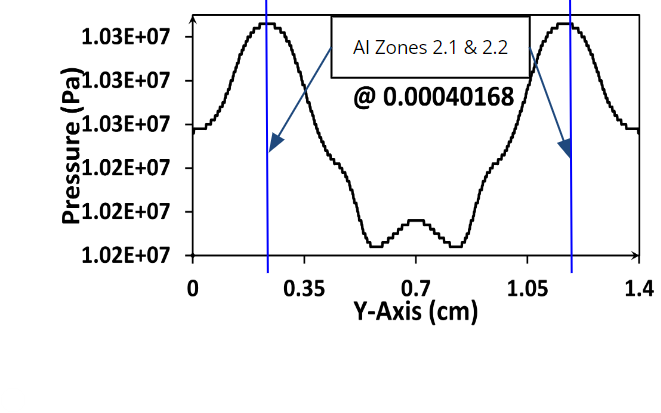 Al Zones 2.1 & 2.2
@ 0.00040168
Pressure (Pa)
1.03E+07
1.03E+07
1.03E+07
1.02E+07
1.02E+07
1.02E+07
0 0.35 0.7 1.05 1.4
Y-Axis (cm)